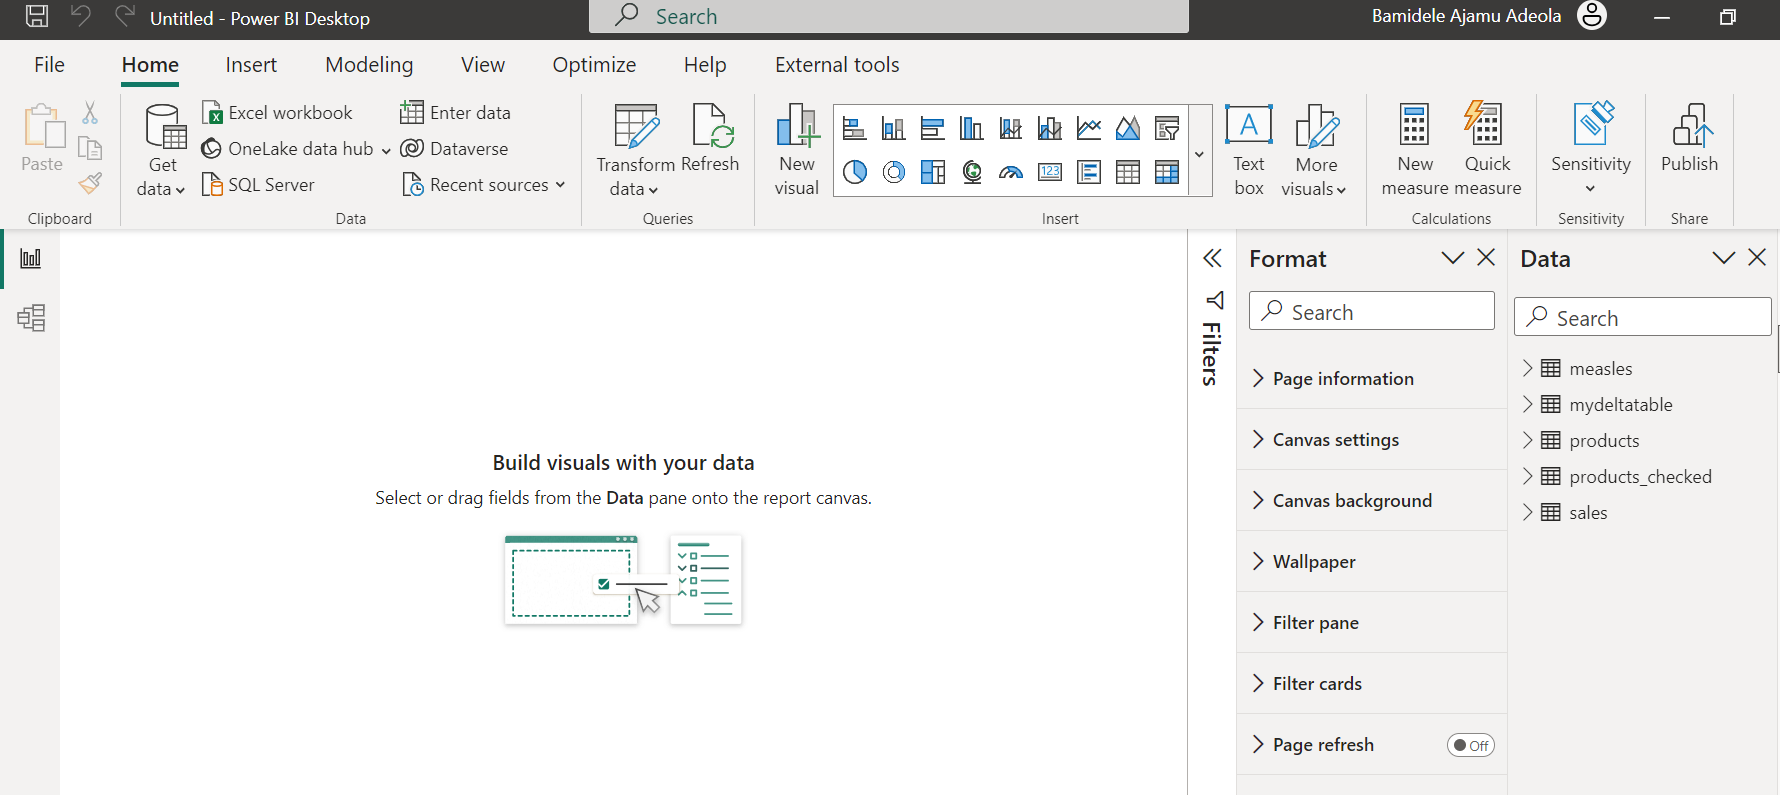 Untitled - Power BI Desktop
Search
Bamidele Ajamu Adeola
File
Home
Insert
Modeling
View
Optimize
Help
External tools
Paste
Clipboard
Get
data
Excel workbook
OneLake data hub
SQL Server
Enter data
Dataverse
Recent sources
Data
Transform
data
Refresh
Queries
New
visual
123
Insert
A
Text
box
More
visuals
New
measure
Quick
measure
Calculations
Sensitivity
Sensitivity
Publish
Share
Build visuals with your data
Select or drag fields from the Data pane onto the report canvas.
Filters
Format
Search
Page information
Canvas settings
Canvas background
Wallpaper
Filter pane
Filter cards
Page refresh
Off
Data
Search
measles
mydeltatable
products
products_checked
sales